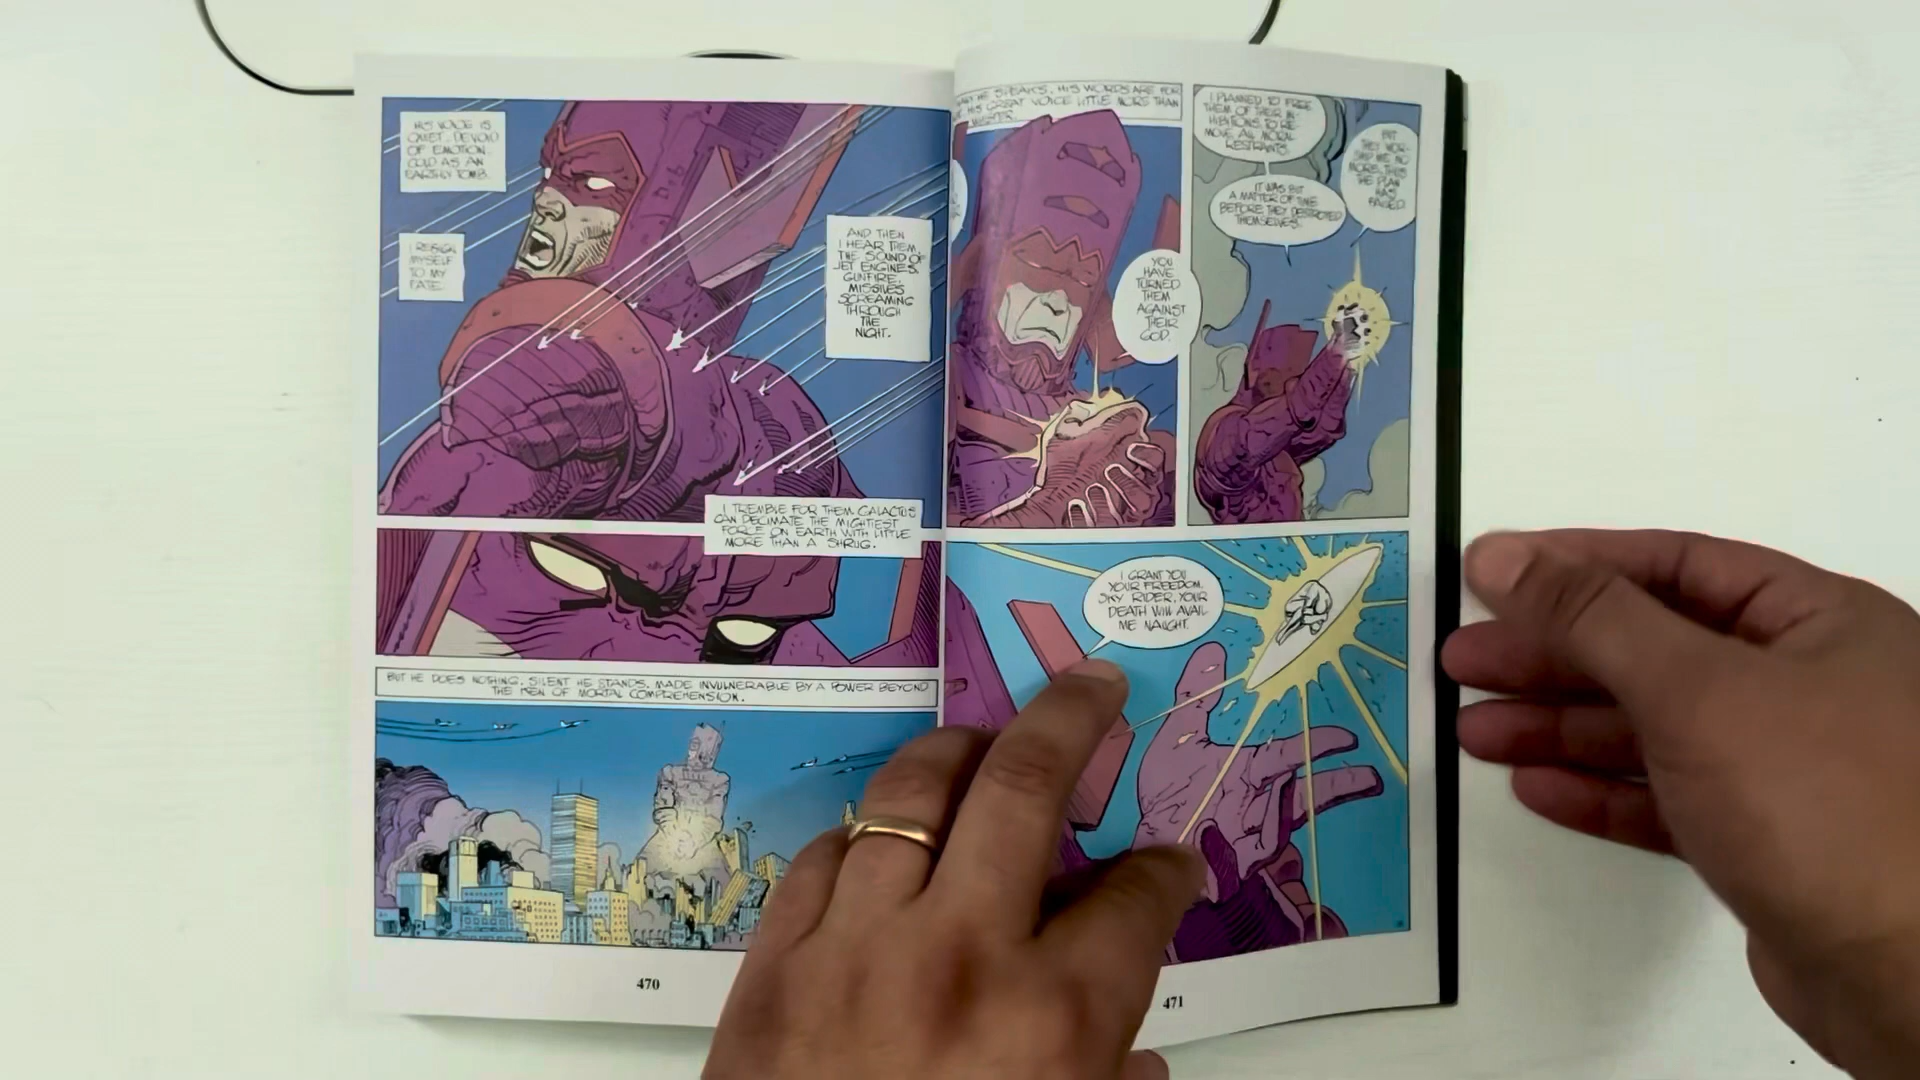 HIS VOICE IS
QUIET, DEVOID
OF EMOTION.
COLD AS AN
EARTHLY TOMB.
I RESIGN
MYSELF
TO MY
FATE.
AND THEN
I HEAR THEM.
THE SOUND OF
JET ENGINES,
GUNFIRE,
MISSILES
SCREAMING
THROUGH
THE
NIGHT.
I TREMBLE FOR THEM. GALACTUS
CAN DECIMATE THE MIGHTIEST
FORCE ON EARTH WITH LITTLE
MORE THAN A SHRUG.
BUT HE DOES NOTHING. SILENT HE STANDS, MADE INVULNERABLE BY A POWER BEYOND
THE KEN OF MORTAL COMPREHENSION.
470
HE SPEAKS. HIS WORDS ARE FOR
HIS GREAT VOICE LITTLE MORE THAN
WHISPER.
YOU
HAVE
TURNED
THEM
AGAINST
THEIR
GOD.
I PLANNED TO FREE
THEM OF THEIR IN-
HIBITIONS, TO RE-
MOVE ALL MORAL
RESTRAINTS.
IT WAS BUT
A MATTER OF TIME
BEFORE THEY DESTROYED
THEMSELVES.
BUT
THEY WOR-
SHIP ME NO
MORE, THUS
THE PLAN
HAS
FAILED.
I GRANT YOU
YOUR FREEDOM,
SKY RIDER. YOUR
DEATH WILL AVAIL
ME NAUGHT.
471